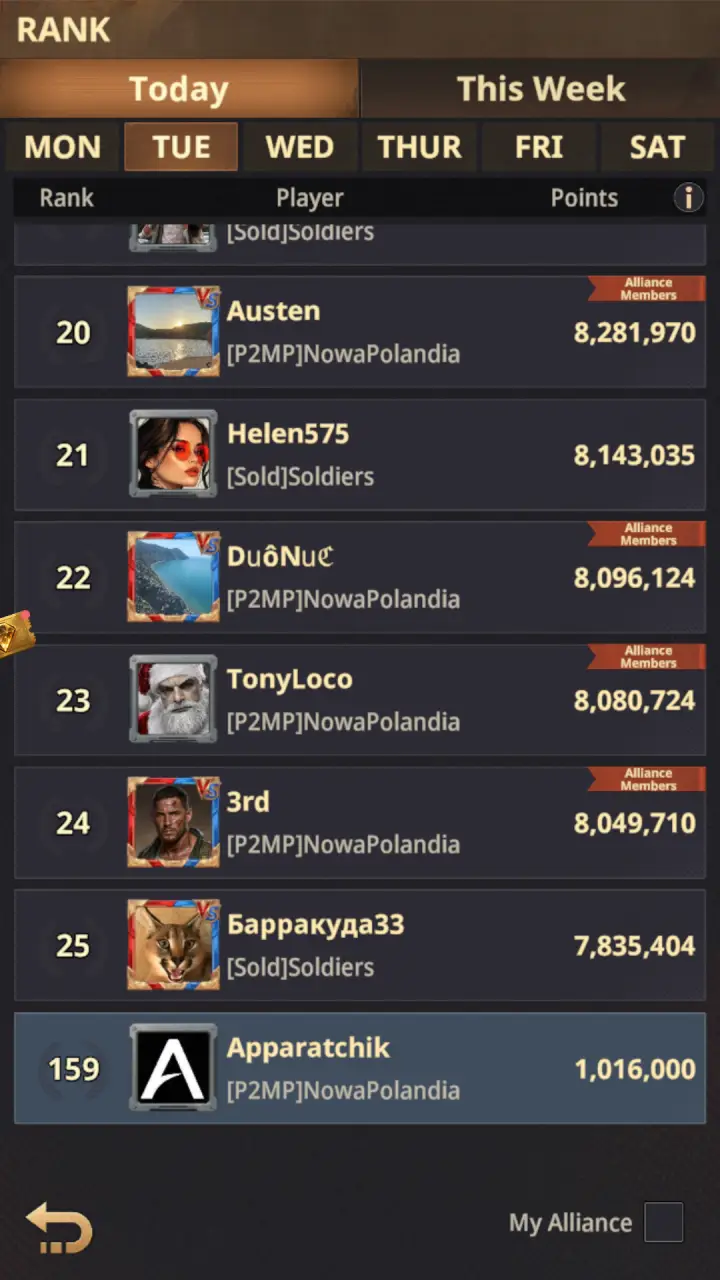 RANK
Today This Week
MON TUE WED THUR FRI SAT
Rank Player Points i
[Sold]Soldiers
Alliance
Members
20 Austen 8,281,970
[P2MP]NowaPolandia
21 Helen575 8,143,035
[Sold]Soldiers
Alliance
Members
22 DuôNuℭ 8,096,124
[P2MP]NowaPolandia
Alliance
Members
23 TonyLoco 8,080,724
[P2MP]NowaPolandia
Alliance
Members
24 3rd 8,049,710
[P2MP]NowaPolandia
25 Барракуда33 7,835,404
[Sold]Soldiers
159 Apparatchik 1,016,000
[P2MP]NowaPolandia
My Alliance